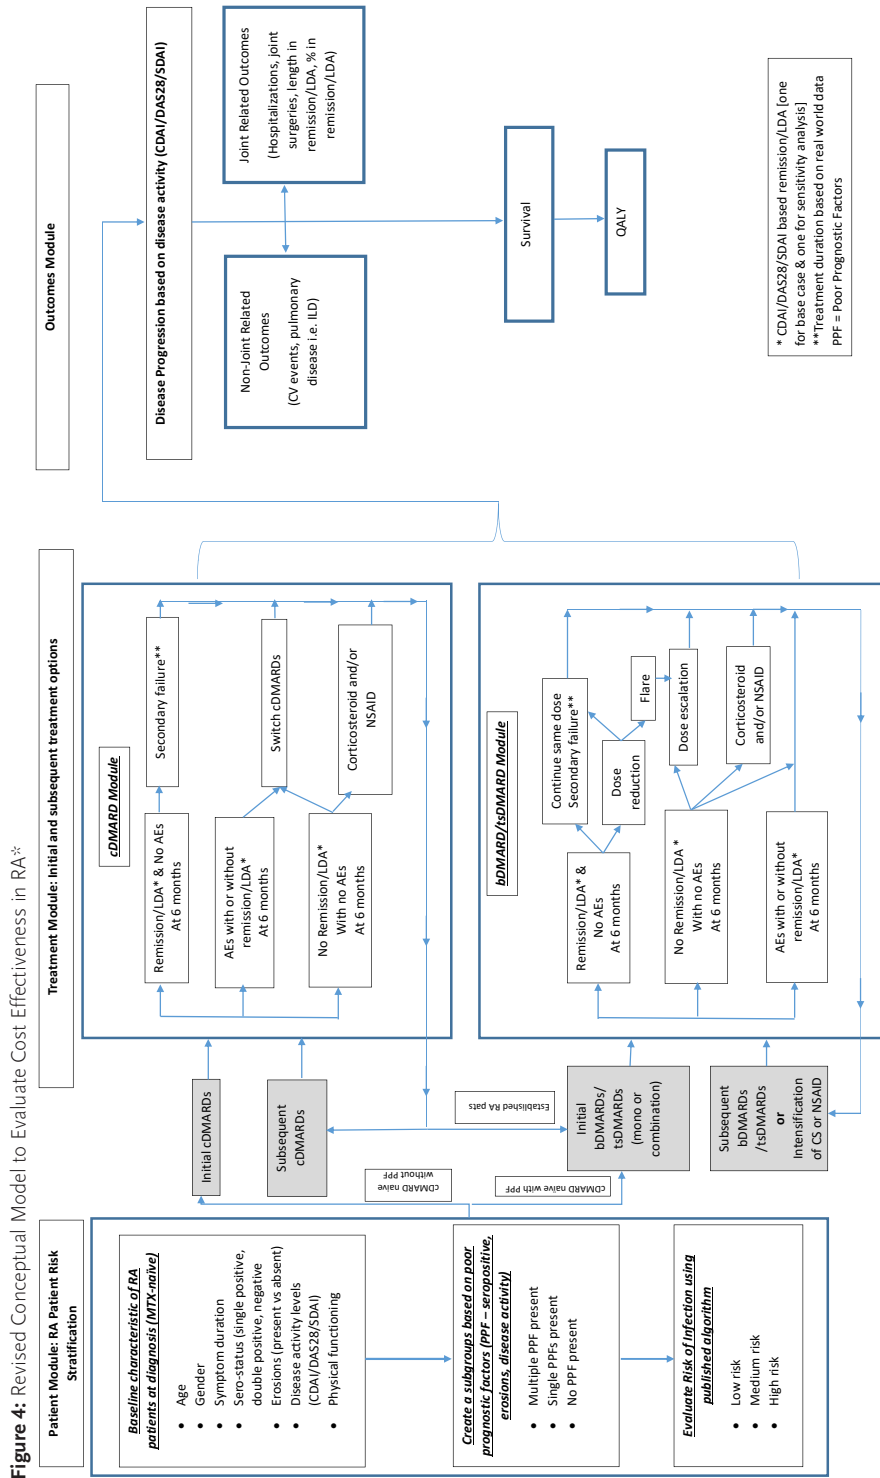 Figure 4: Revised Conceptual Model to Evaluate Cost Effectiveness in RA*
Patient Module: RA Patient Risk
Stratification
Baseline characteristic of RA
patients at diagnosis (MTX-naïve)
• Age
• Gender
• Symptom duration
• Sero-status (single positive,
double positive, negative
• Erosions (present vs absent)
• Disease activity levels
(CDAI/DAS28/SDAI)
• Physical functioning
Create a subgroups based on poor
prognostic factors (PPF – seropositive,
erosions, disease activity)
• Multiple PPF present
• Single PPFs present
• No PPF present
Evaluate Risk of Infection using
published algorithm
• Low risk
• Medium risk
• High risk
cDMARD naive
without PPF
cDMARD naive with PPF
Established RA pats
Treatment Module: Initial and subsequent treatment options
Initial cDMARDs
Subsequent
cDMARDs
Initial
bDMARDs/
tsDMARDs
(mono or
combination)
Subsequent
bDMARDs
/tsDMARDs
or
Intensification
of CS or NSAID
cDMARD Module
Remission/LDA* & No AEs
At 6 months
AEs with or without
remission/LDA*
At 6 months
No Remission/LDA*
With no AEs
At 6 months
Secondary failure**
Switch cDMARDs
Corticosteroid and/or
NSAID
bDMARD/tsDMARD Module
Remission/LDA* &
No AEs
At 6 months
No Remission/LDA*
With no AEs
At 6 months
AEs with or without
remission/LDA*
At 6 months
Continue same dose
Secondary failure**
Dose
reduction
Flare
Dose escalation
Corticosteroid
and/or NSAID
Outcomes Module
Disease Progression based on disease activity (CDAI/DAS28/SDAI)
Non-Joint Related
Outcomes
(CV events, pulmonary
disease i.e. ILD)
Joint Related Outcomes
(Hospitalizations, joint
surgeries, length in
remission/LDA, % in
remission/LDA)
Survival
QALY
* CDAI/DAS28/SDAI based remission/LDA [one
for base case & one for sensitivity analysis]
**Treatment duration based on real world data
PPF = Poor Prognostic Factors